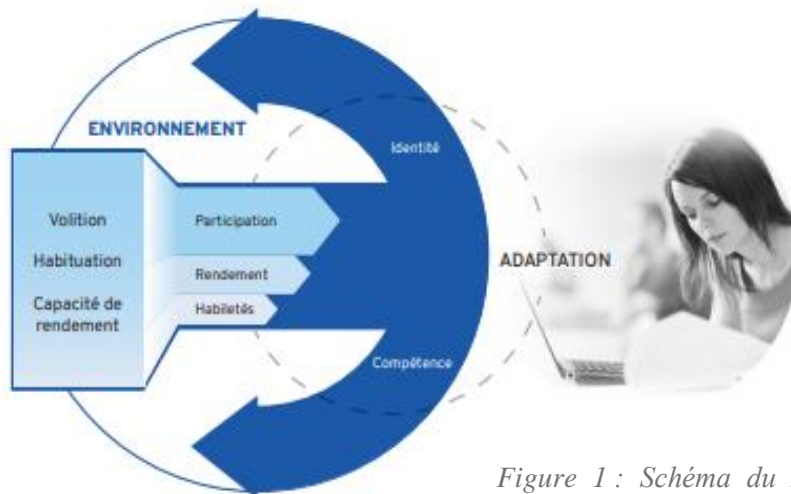 ENVIRONNEMENT
Identité
Volition
Participation
Habituation
ADAPTATION
Rendement
Capacité de
rendement
Habiletés
Compétence
Figure 1 : Schéma du